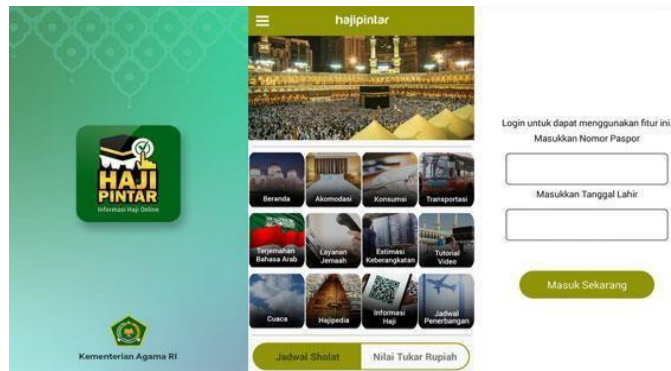 HAJI
PINTAR
Informasi Haji Online
Kementerian Agama RI
hajipintar
Beranda
Akomodasi
Konsumsi
Transportasi
Terjemahan
Bahasa Arab
Layanan
Jemaah
Estimasi
Keberangkatan
Tutorial
Video
Cuaca
Hajipedia
Informasi
Haji
Jadwal
Penerbangan
Jadwal Sholat
Nilai Tukar Rupiah
Login untuk dapat menggunakan fitur ini.
Masukkan Nomor Paspor
Masukkan Tanggal Lahir
Masuk Sekarang